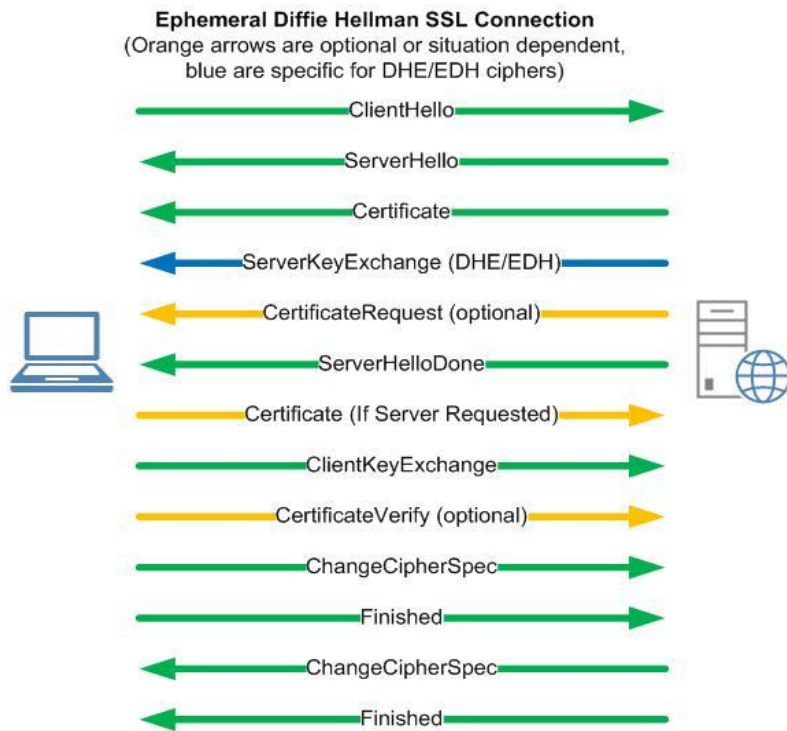 Ephemeral Diffie Hellman SSL Connection
(Orange arrows are optional or situation dependent,
blue are specific for DHE/EDH ciphers)
ClientHello
ServerHello
Certificate
ServerKeyExchange (DHE/EDH)
CertificateRequest (optional)
ServerHelloDone
Certificate (If Server Requested)
ClientKeyExchange
CertificateVerify (optional)
ChangeCipherSpec
Finished
ChangeCipherSpec
Finished